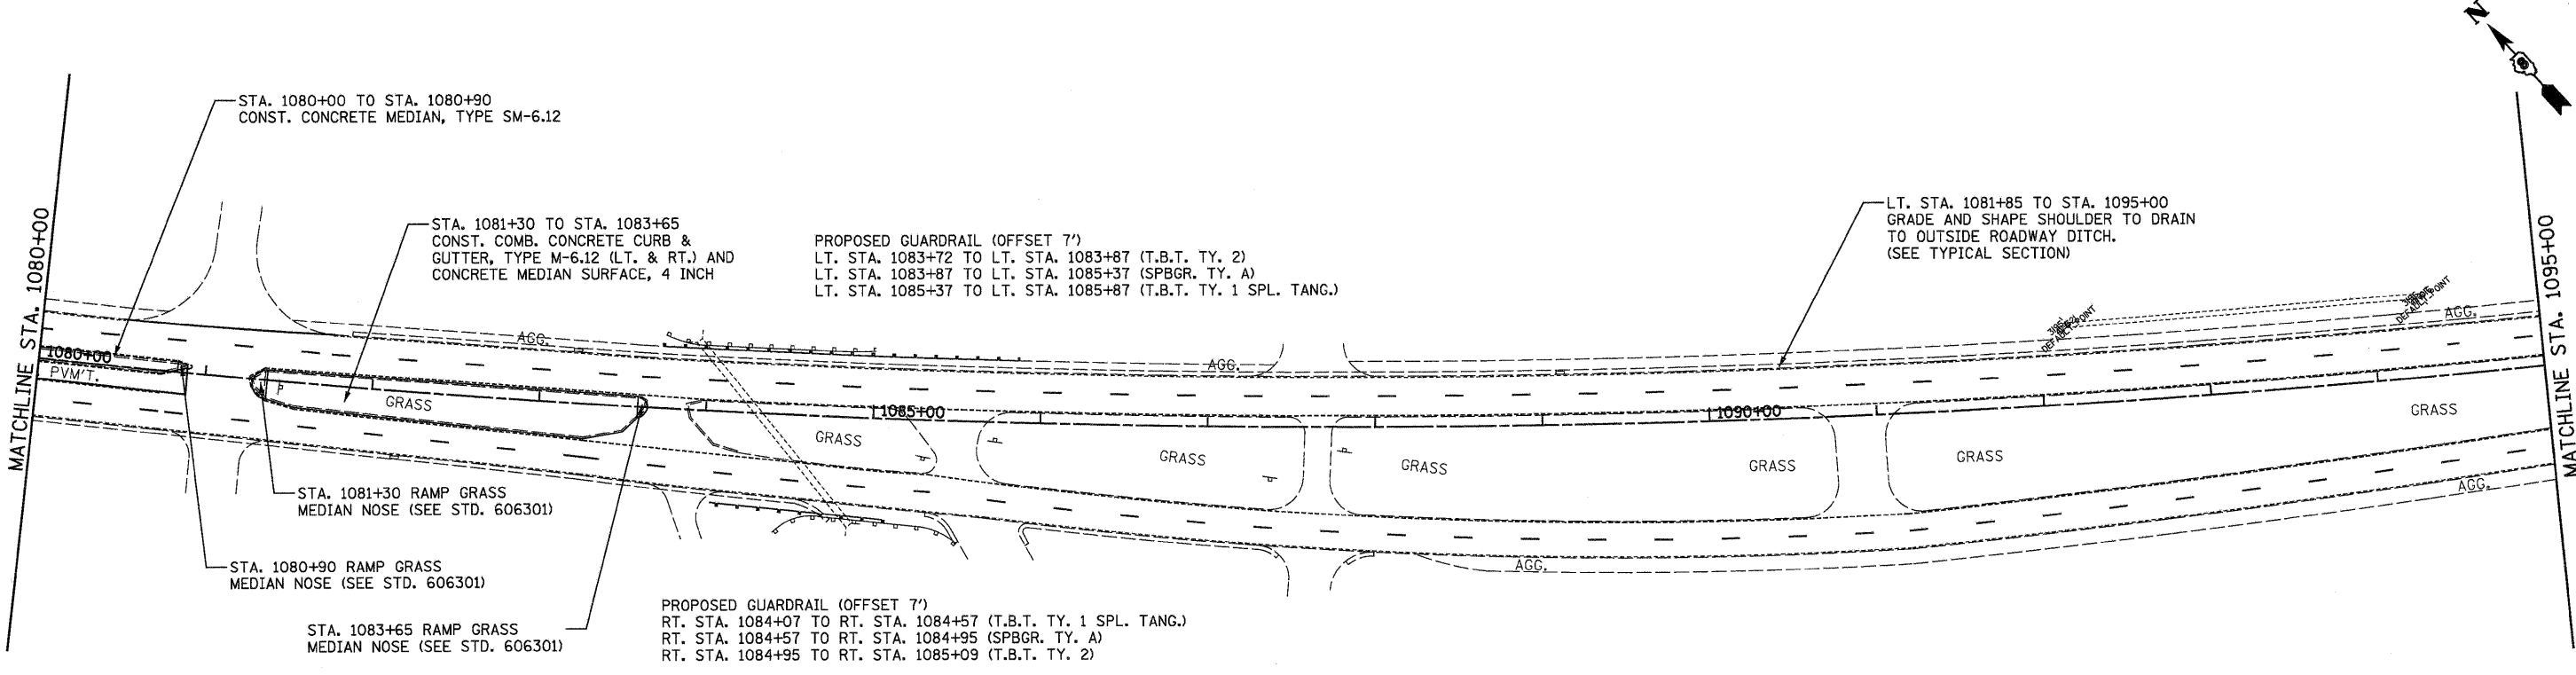 N
STA. 1080+00 TO STA. 1080+90
CONST. CONCRETE MEDIAN, TYPE SM-6.12
STA. 1081+30 TO STA. 1083+65
CONST. COMB. CONCRETE CURB &
GUTTER, TYPE M-6.12 (LT. & RT.) AND
CONCRETE MEDIAN SURFACE, 4 INCH
PROPOSED GUARDRAIL (OFFSET 7')
LT. STA. 1083+72 TO LT. STA. 1083+87 (T.B.T. TY. 2)
LT. STA. 1083+87 TO LT. STA. 1085+37 (SPBGR. TY. A)
LT. STA. 1085+37 TO LT. STA. 1085+87 (T.B.T. TY. 1 SPL. TANG.)
LT. STA. 1081+85 TO STA. 1095+00
GRADE AND SHAPE SHOULDER TO DRAIN
TO OUTSIDE ROADWAY DITCH.
(SEE TYPICAL SECTION)
MATCHLINE STA. 1080+00
MATCHLINE STA. 1095+00
DEFAULT POINT
DEFAULT POINT
AGG.
AGG.
AGG.
1080+00
PVM'T.
GRASS
1085+00
GRASS
GRASS
GRASS
1090+00
GRASS
GRASS
GRASS
AGG.
AGG.
STA. 1081+30 RAMP GRASS
MEDIAN NOSE (SEE STD. 606301)
STA. 1080+90 RAMP GRASS
MEDIAN NOSE (SEE STD. 606301)
STA. 1083+65 RAMP GRASS
MEDIAN NOSE (SEE STD. 606301)
PROPOSED GUARDRAIL (OFFSET 7')
RT. STA. 1084+07 TO RT. STA. 1084+57 (T.B.T. TY. 1 SPL. TANG.)
RT. STA. 1084+57 TO RT. STA. 1084+95 (SPBGR. TY. A)
RT. STA. 1084+95 TO RT. STA. 1085+09 (T.B.T. TY. 2)